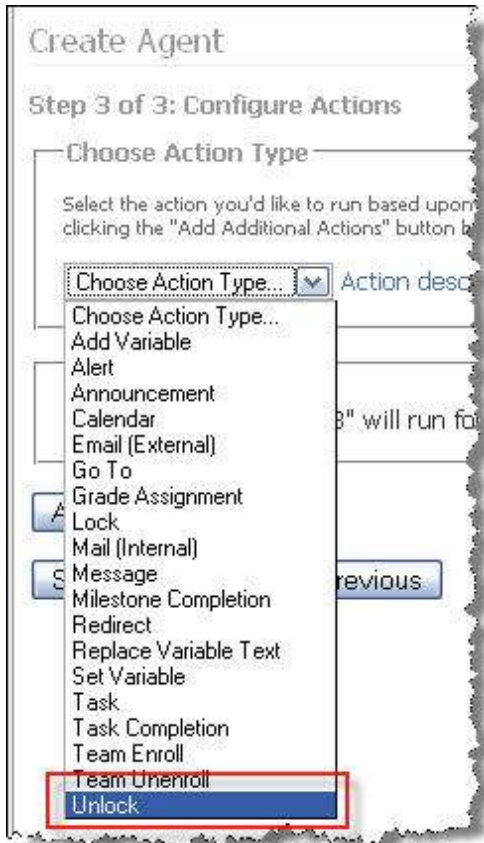 Create Agent
Step 3 of 3: Configure Actions
Choose Action Type
Select the action you'd like to run based upon
clicking the "Add Additional Actions" button
Choose Action Type... Action desc
Choose Action Type...
Add Variable
Alert
Announcement
Calendar
Email (External)
" will run fo
Go To
Grade Assignment
Lock
Mail (Internal)
Message
revious
Milestone Completion
Redirect
Replace Variable Text
Set Variable
Task
Task Completion
Team Enroll
Team Unenroll
Unlock